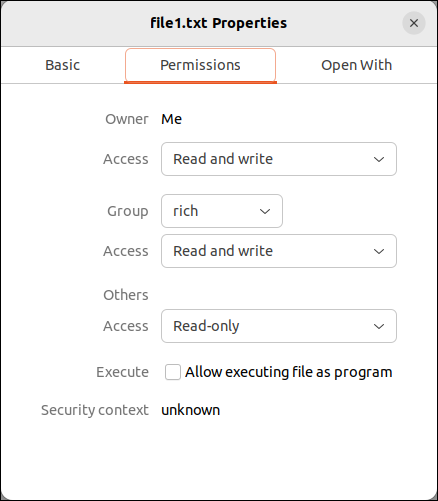 file1.txt Properties
Basic Permissions Open With
Owner Me
Access Read and write
Group rich
Access Read and write
Others
Access Read-only
Execute Allow executing file as program
Security context unknown